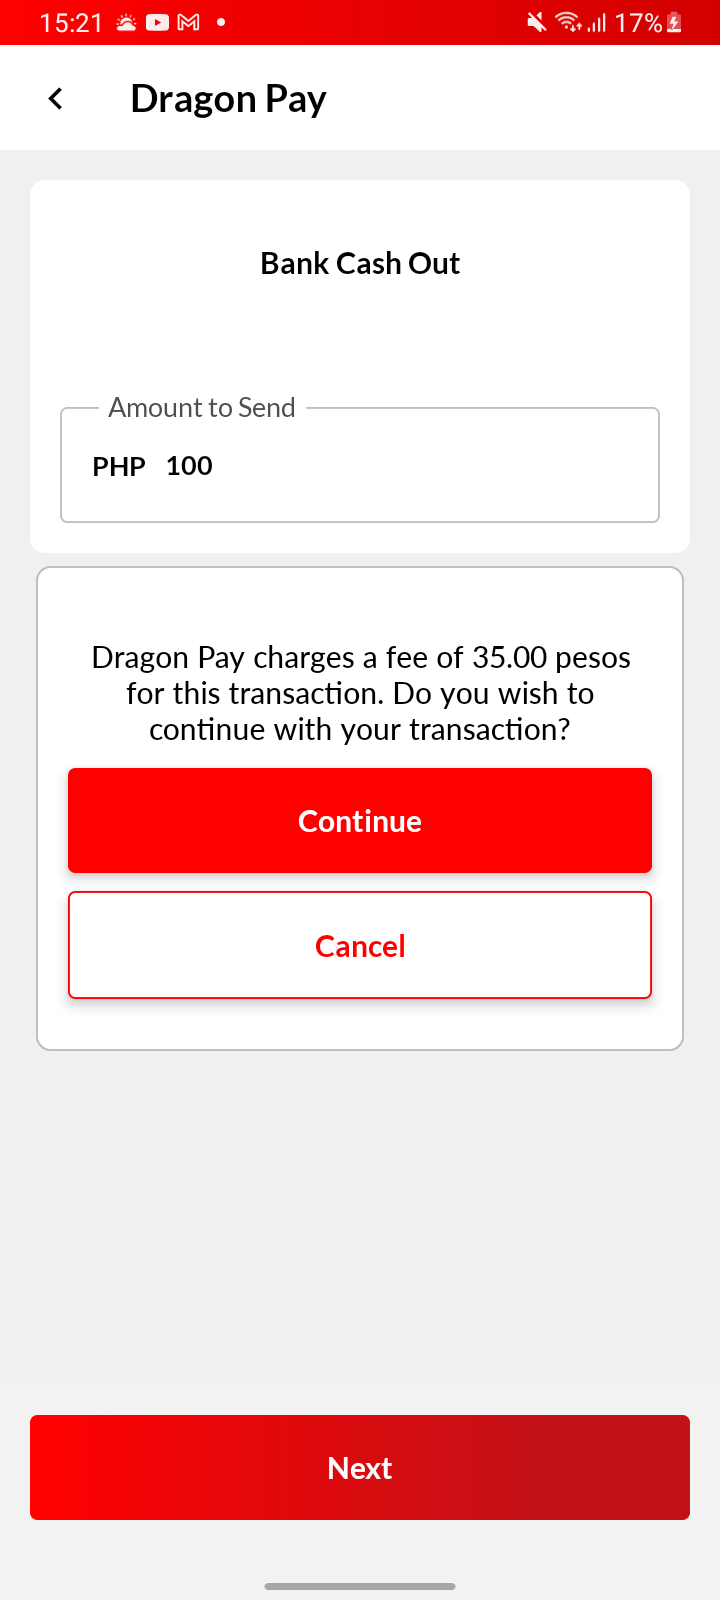 15:21
17%
Dragon Pay
Bank Cash Out
Amount to Send
PHP 100
Dragon Pay charges a fee of 35.00 pesos
for this transaction. Do you wish to
continue with your transaction?
Continue
Cancel
Next